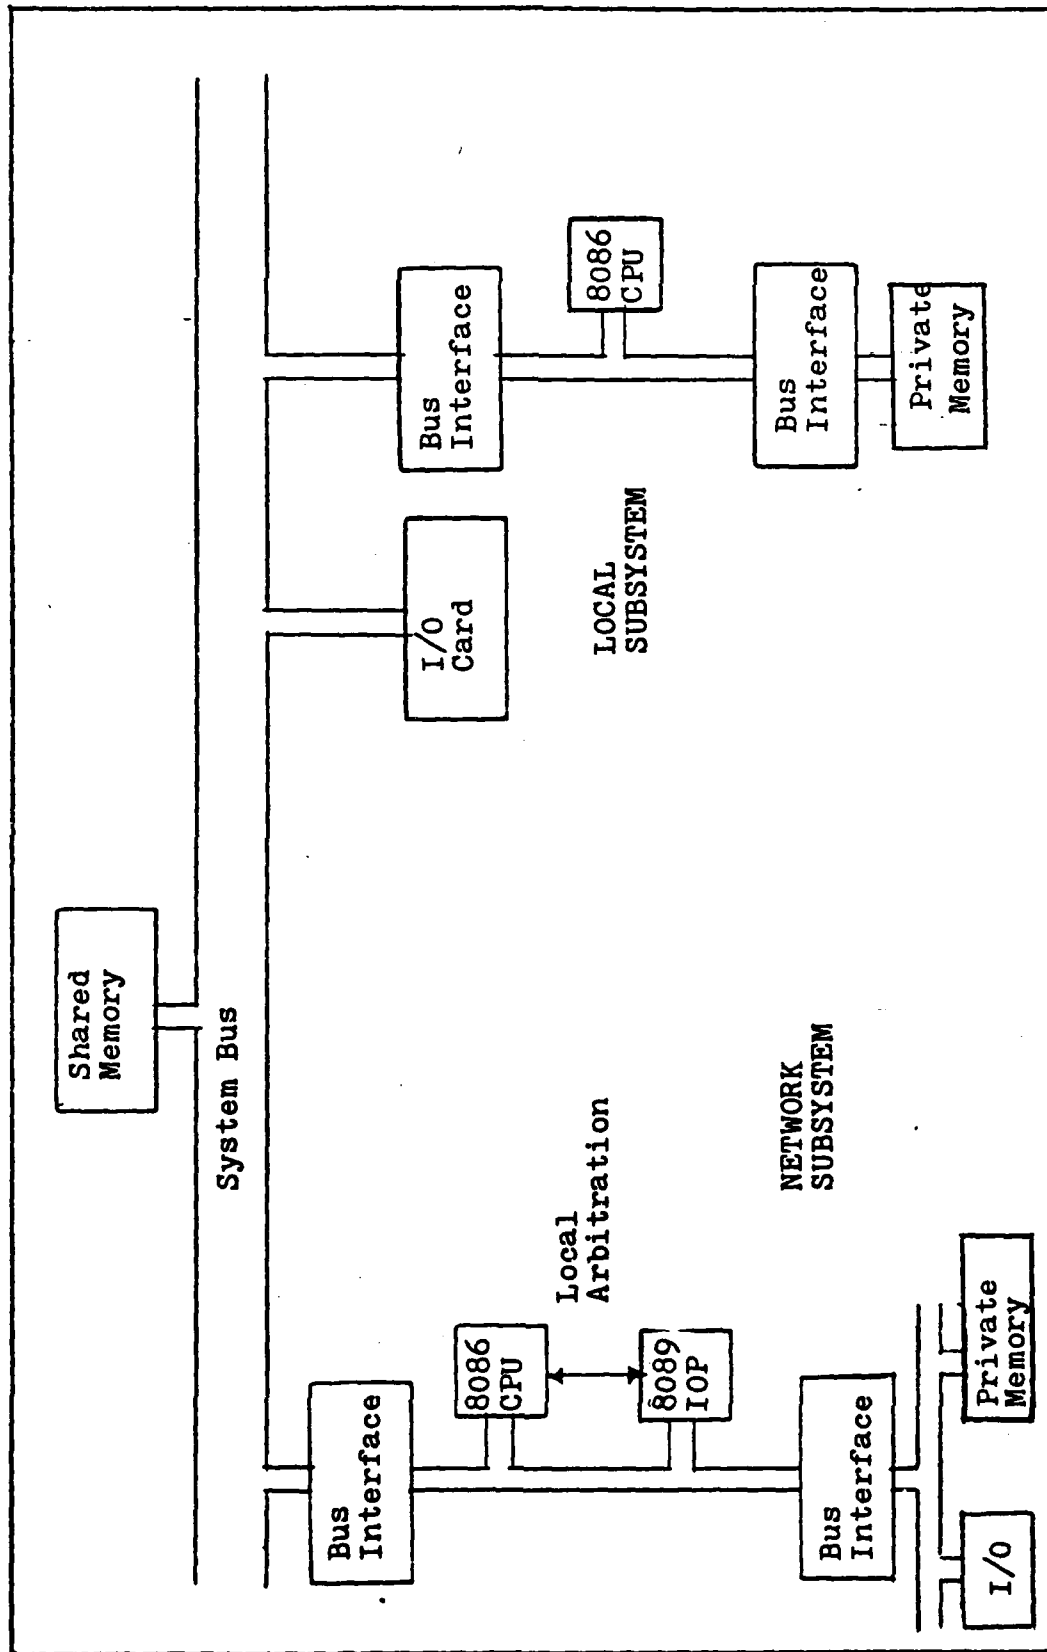 Shared
Memory
System Bus
Bus
Interface
8086
CPU
Local
Arbitration
8089
IOP
Bus
Interface
NETWORK
SUBSYSTEM
I/O
Private
Memory
I/O
Card
LOCAL
SUBSYSTEM
Bus
Interface
8086
CPU
Bus
Interface
Private
Memory